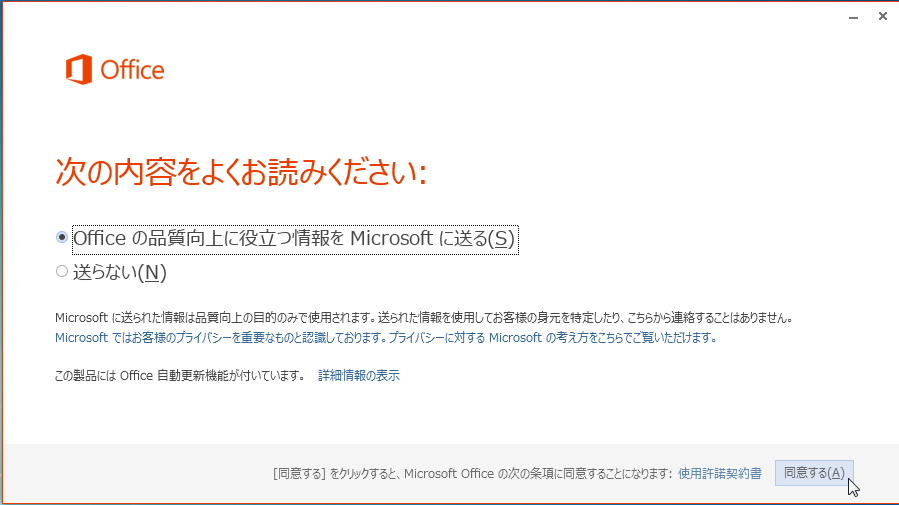 Office
次の内容をよくお読みください:
Office の品質向上に役立つ情報を Microsoft に送る(S)
送らない(N)
Microsoft に送られた情報は品質向上の目的のみで使用されます。送られた情報を使用してお客様の身元を特定したり、こちらから連絡することはありません。
Microsoft ではお客様のプライバシーを重要なものと認識しております。プライバシーに対する Microsoft の考え方をこちらでご覧いただけます。
この製品には Office 自動更新機能が付いています。 詳細情報の表示
[同意する] をクリックすると、Microsoft Office の次の条項に同意することになります: 使用許諾契約書 同意する(A)